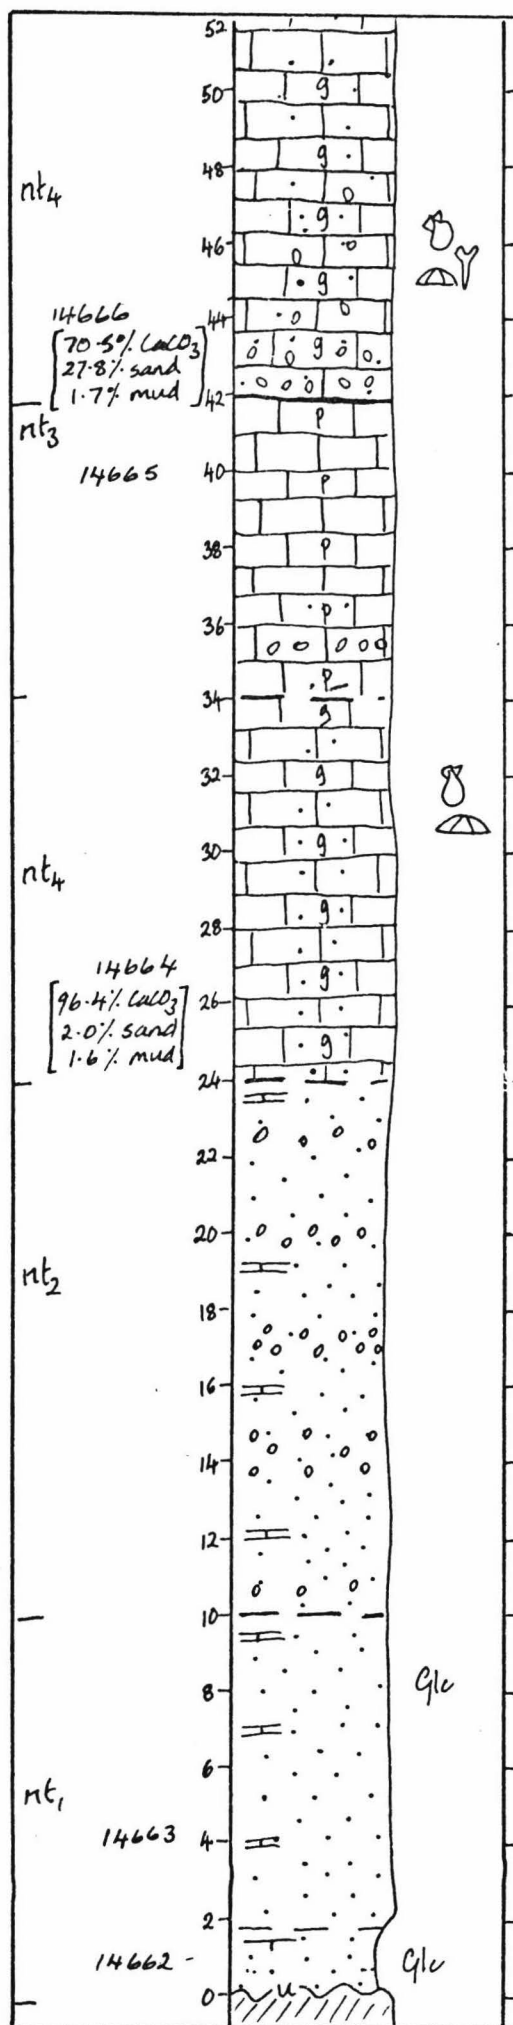 52
g
50
g
48
nt4
g
46
g
14666
44
[70.5% CaCO3
27.8% sand
1.7% mud]
g
42
nt3
p
14665
40
p
38
p
p
36
p
34
g
32
g
30
g
nt4
g
28
14664
g
[96.4% CaCO3
2.0% sand
1.6% mud]
26
g
24
22
20
nt2
18
16
14
12
10
Glc
8
6
nt1
14663
4
2
14662
Glc
0
u